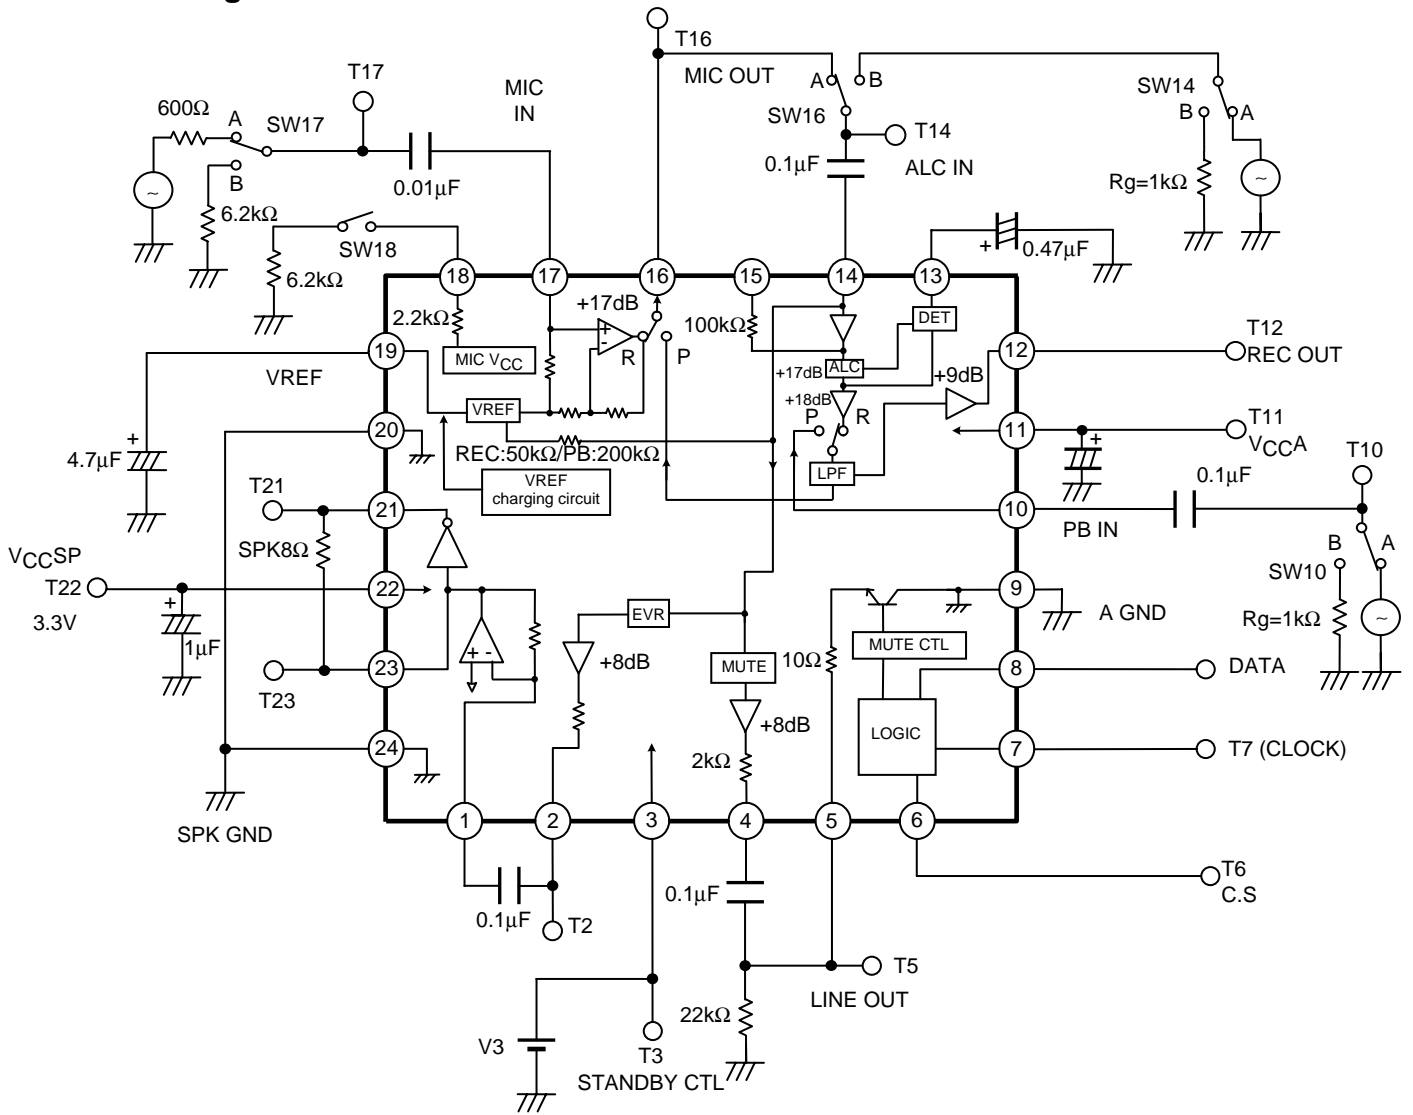 T16
MIC OUT
T17
MIC
IN
600Ω
A
SW17
B
0.01μF
6.2kΩ
SW18
6.2kΩ
A
B
SW16
T14
ALC IN
0.1μF
SW14
B
A
Rg=1kΩ
~
~
+
0.47μF
18
17
16
15
14
13
+17dB
2.2kΩ
MIC VCC
+
-
R
P
100kΩ
DET
ALC
+17dB
+18dB
+9dB
P
R
LPF
12
T12
REC OUT
19
VREF
VREF
20
REC:50kΩ/PB:200kΩ
VREF
charging circuit
11
+
T11
VCCA
T10
0.1μF
+
4.7μF
T21
21
SPK8Ω
10
PB IN
B
A
SW10
Rg=1kΩ
~
VCCSP
T22
3.3V
+
1μF
22
T23
23
+ -
EVR
+8dB
MUTE
+8dB
2kΩ
10Ω
MUTE CTL
LOGIC
9
A GND
8
DATA
7
T7 (CLOCK)
24
SPK GND
1
2
3
4
5
6
0.1μF
T2
0.1μF
T6
C.S
T5
LINE OUT
22kΩ
V3
T3
STANDBY CTL